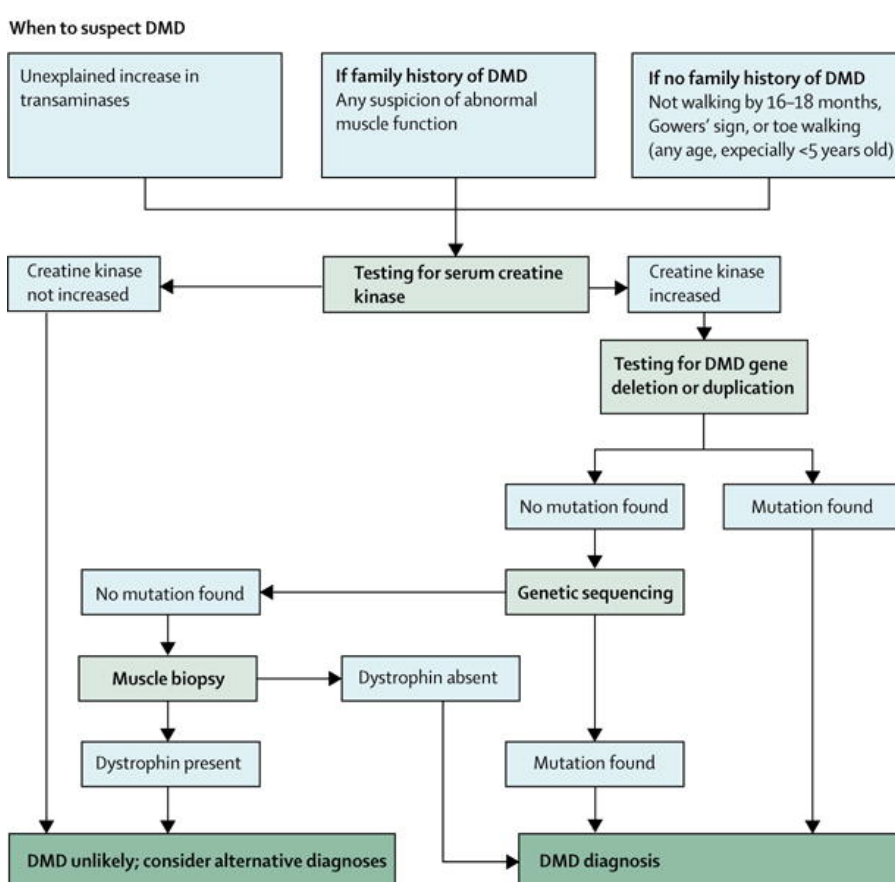 When to suspect DMD
Unexplained increase in
transaminases
If family history of DMD
Any suspicion of abnormal
muscle function
If no family history of DMD
Not walking by 16–18 months,
Gowers’ sign, or toe walking
(any age, expecially <5 years old)
Creatine kinase
not increased
Testing for serum creatine
kinase
Creatine kinase
increased
Testing for DMD gene
deletion or duplication
No mutation found
Mutation found
No mutation found
Genetic sequencing
Muscle biopsy
Dystrophin absent
Dystrophin present
Mutation found
DMD unlikely; consider alternative diagnoses
DMD diagnosis